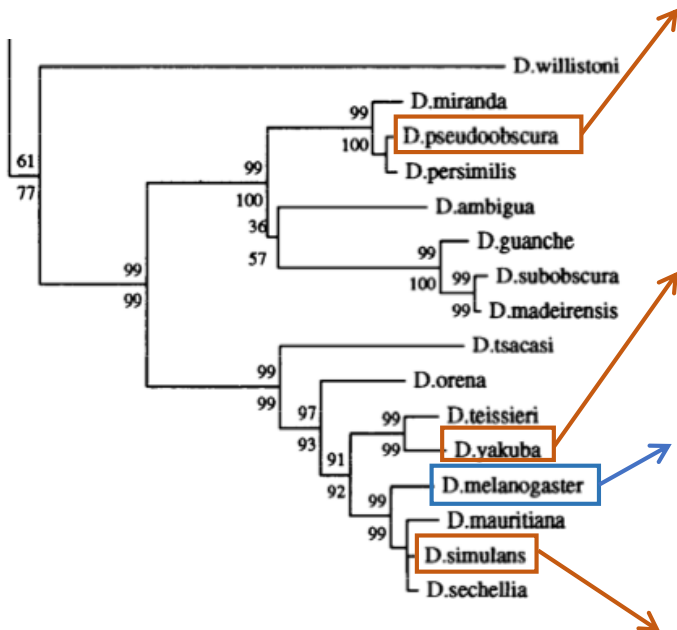 D.willistoni
D.miranda
99
D.pseudoobscura
100
61
99
D.persimilis
77
100
D.ambigua
36
99
D.guanche
57
99
99
D.subobscura
100
99
99
D.madeirensis
D.tsacasi
99
99
D.orena
97
99
D.teissieri
93
99
D.yakuba
91
D.melanogaster
92
99
D.mauritiana
99
D.simulans
D.sechellia